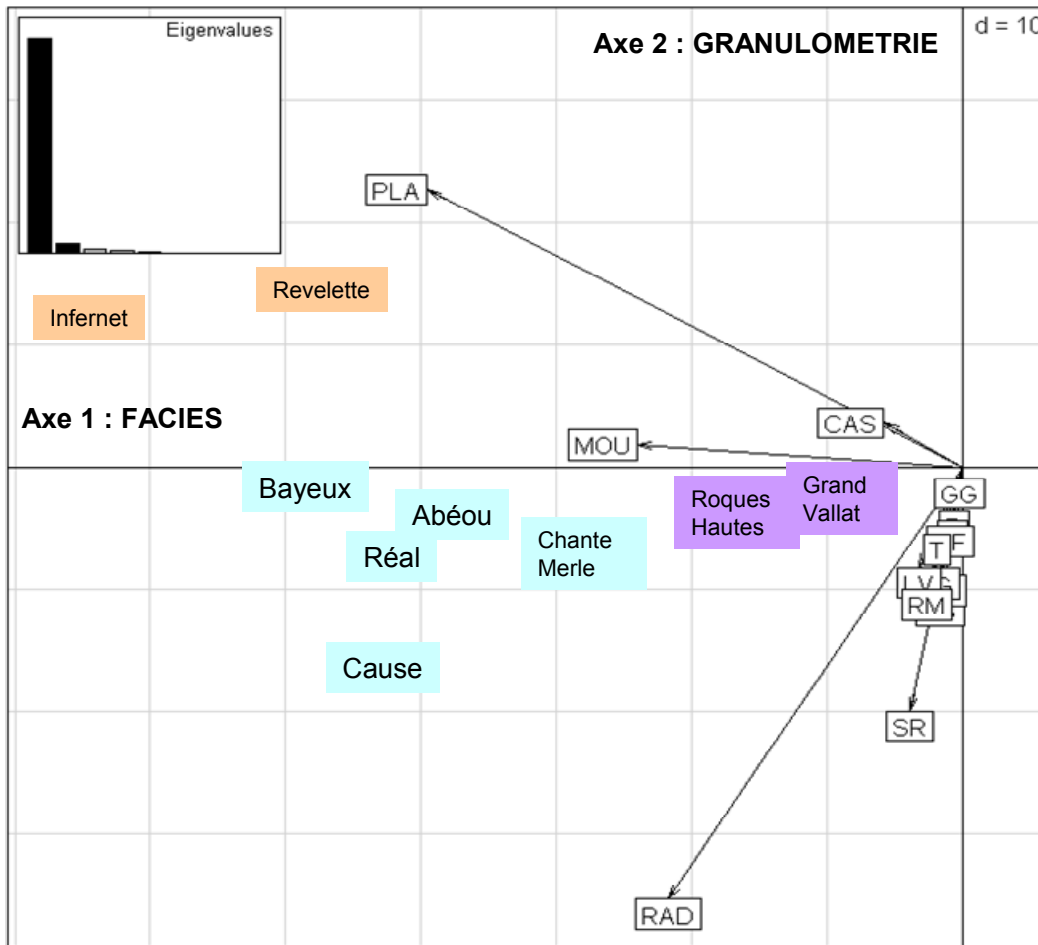 Eigenvalues
Axe 2 : GRANULOMETRIE
d = 10
PLA
Revelette
Infernet
Axe 1 : FACIES
CAS
MOU
Bayeux
Abéou
Réal
Chante
Merle
Roques
Hautes
Grand
Vallat
GG
T
F
LV
G
RM
Cause
SR
RAD